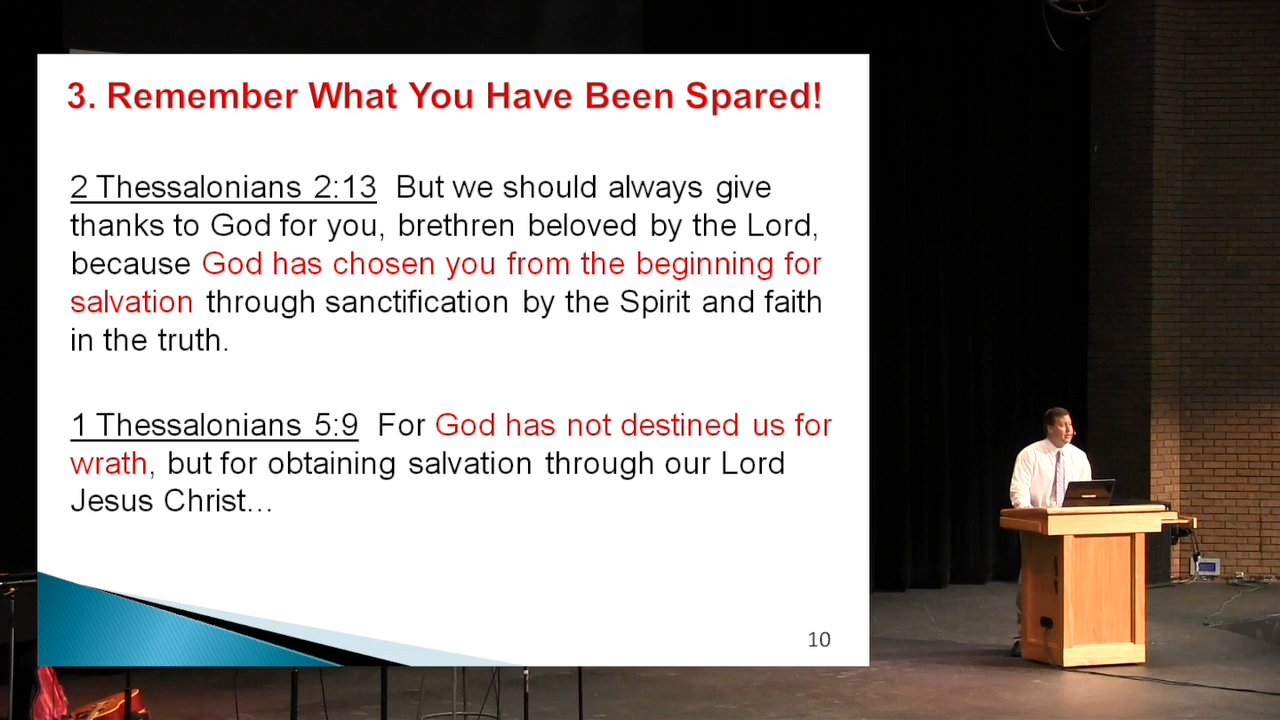 3. Remember What You Have Been Spared!
2 Thessalonians 2:13 But we should always give
thanks to God for you, brethren beloved by the Lord,
because God has chosen you from the beginning for
salvation through sanctification by the Spirit and faith
in the truth.
1 Thessalonians 5:9 For God has not destined us for
wrath, but for obtaining salvation through our Lord
Jesus Christ…
10